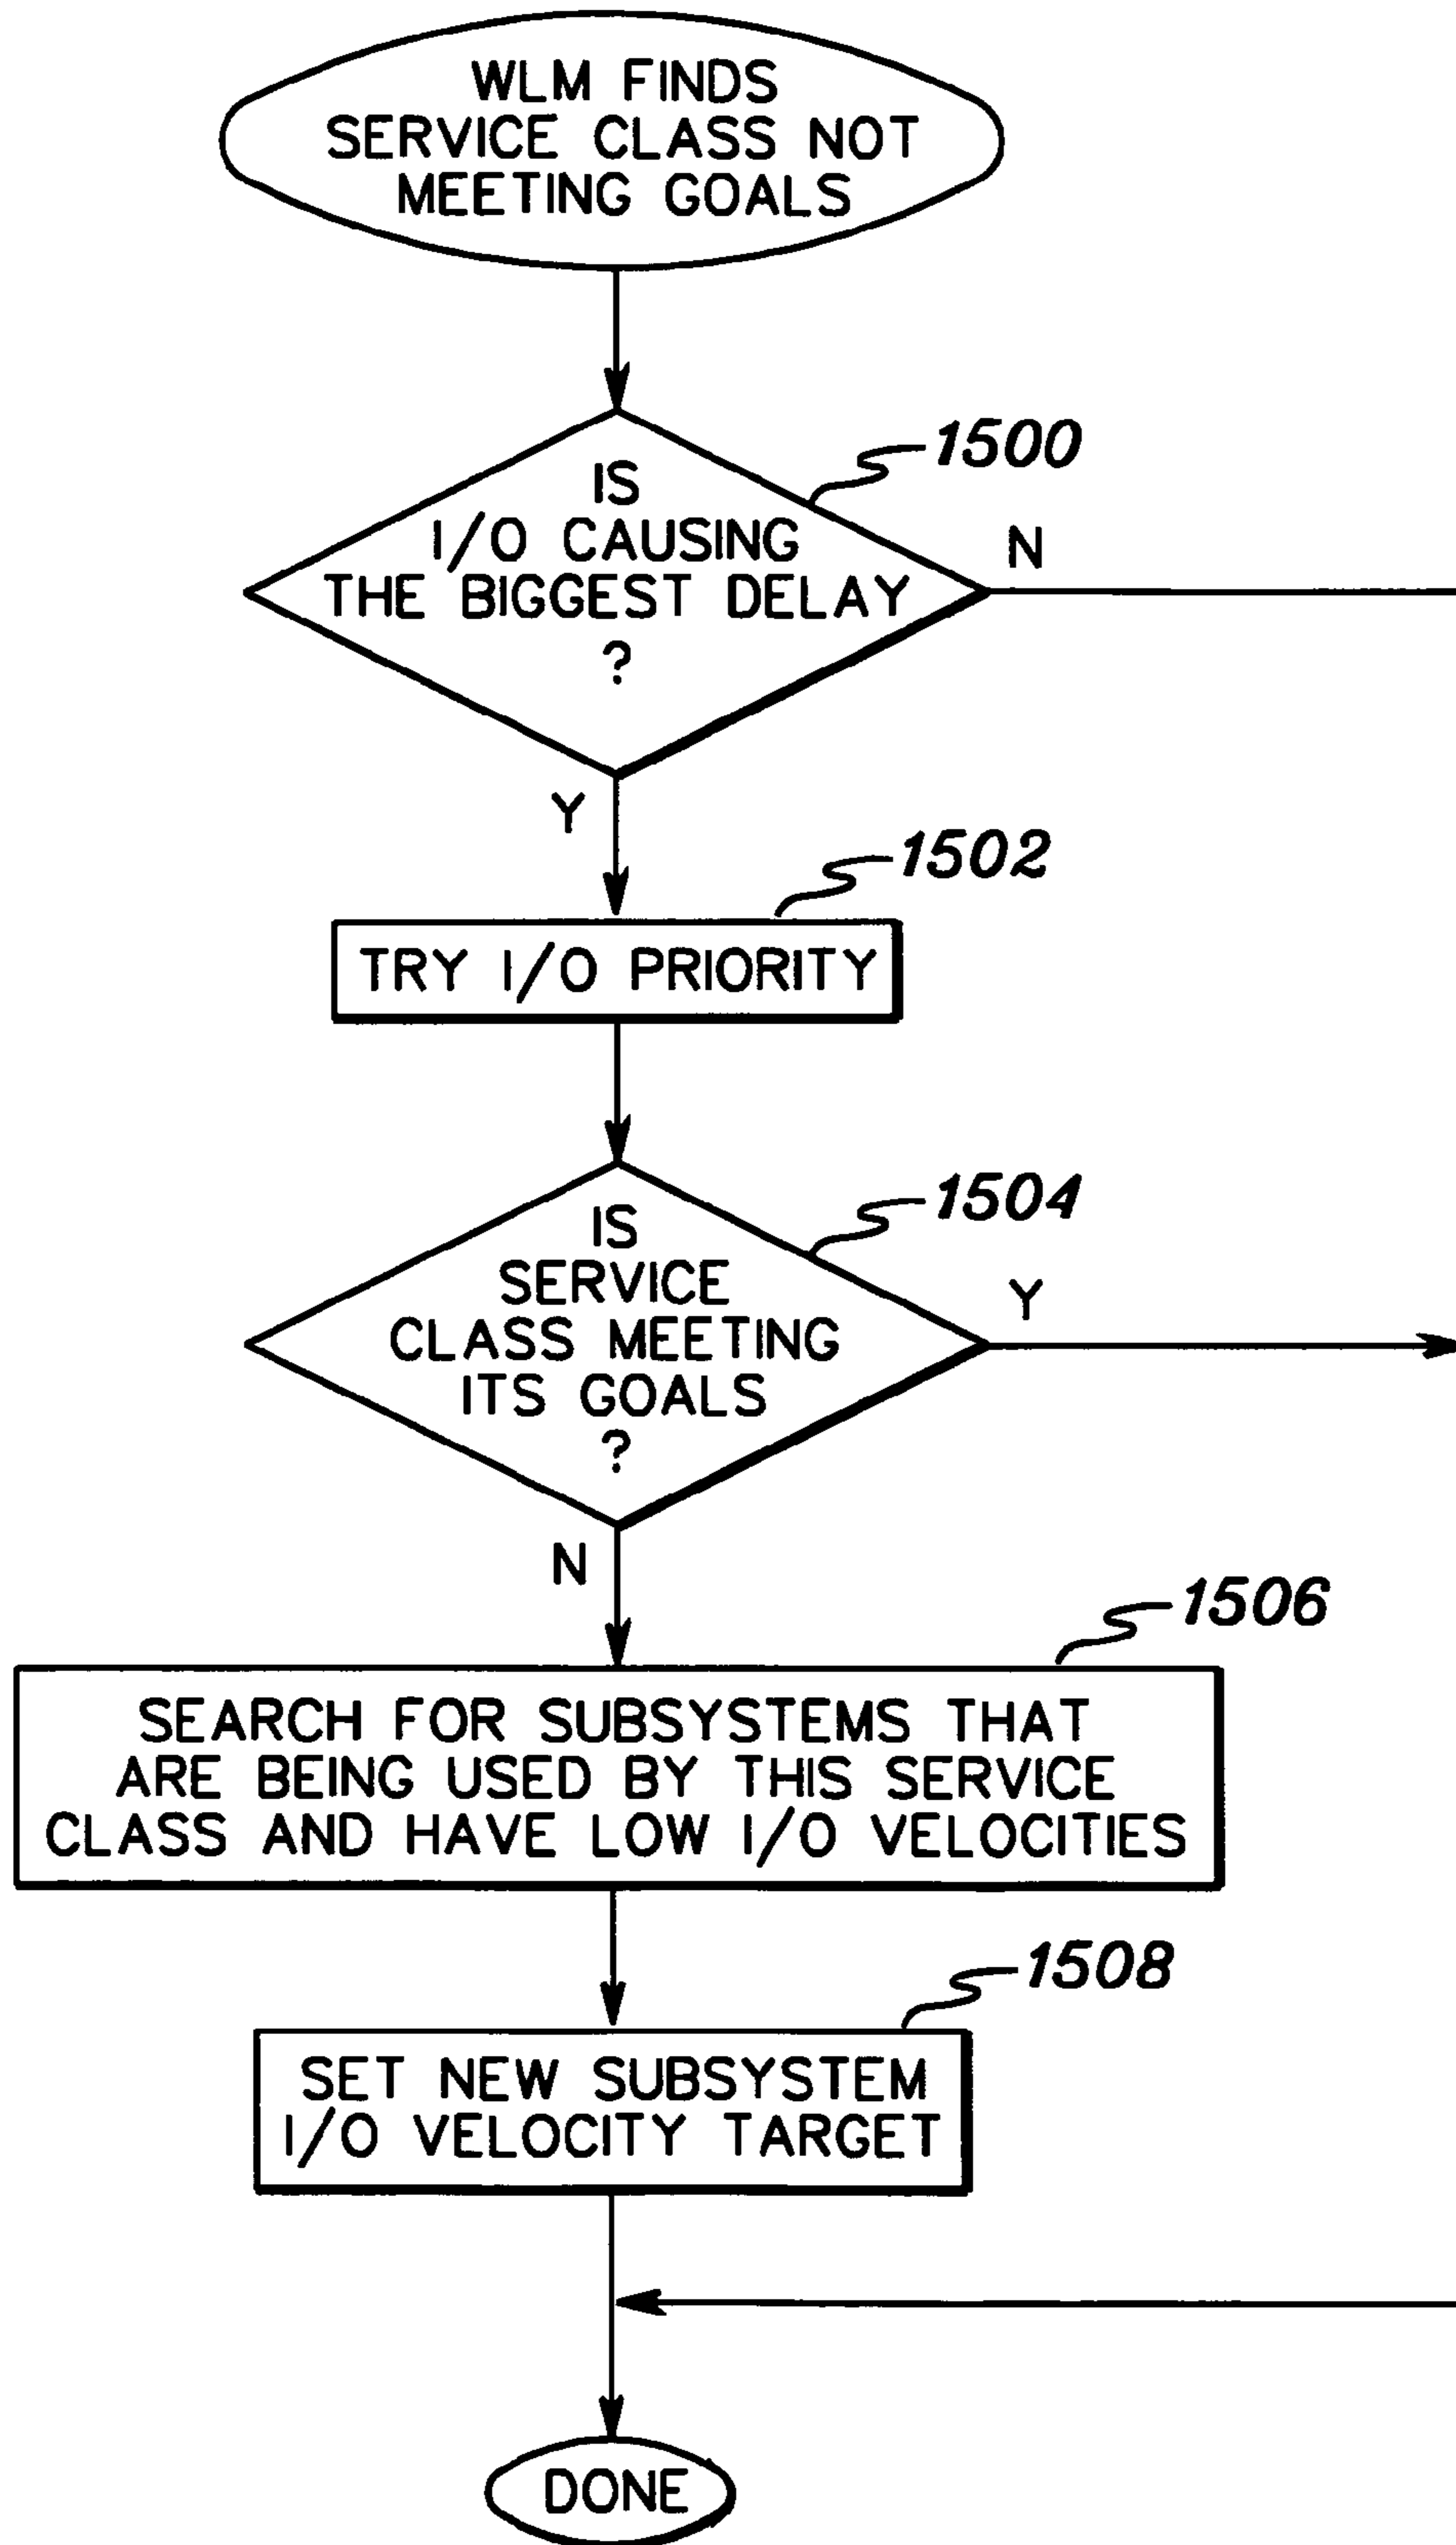 WLM FINDS
SERVICE CLASS NOT
MEETING GOALS
1500
IS
I/O CAUSING
THE BIGGEST DELAY
?
N
Y
1502
TRY I/O PRIORITY
1504
IS
SERVICE
CLASS MEETING
ITS GOALS
?
Y
N
1506
SEARCH FOR SUBSYSTEMS THAT
ARE BEING USED BY THIS SERVICE
CLASS AND HAVE LOW I/O VELOCITIES
1508
SET NEW SUBSYSTEM
I/O VELOCITY TARGET
DONE